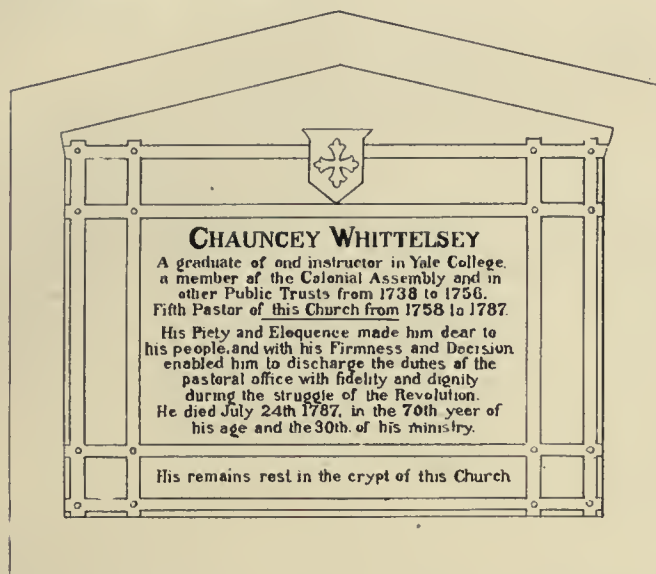 CHAUNCEY WHITTELSEY
A graduate of and instructor in Yale College.
a member of the Colonial Assembly and in
other Public Trusts from 1738 to 1756.
Fifth Pastor of this Church from 1758 to 1787.
His Piety and Eloquence made him dear to
his people, and with his Firmness and Decision
enabled him to discharge the duties of the
pastoral office with fidelity and dignity
during the struggle of the Revolution.
He died July 24th 1787, in the 70th year of
his age and the 30th. of his ministry.
His remains rest in the crypt of this Church